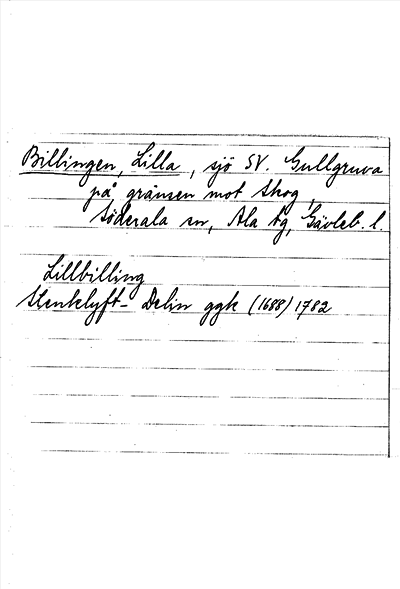 Billingen, Lilla, sjö SV. Gullgruva
på gränsen mot Skog,
Söderala sn, Ala tg, Gävleb. l.
Lillbilling
Stenklyft- Delin ggk (1688) 1782